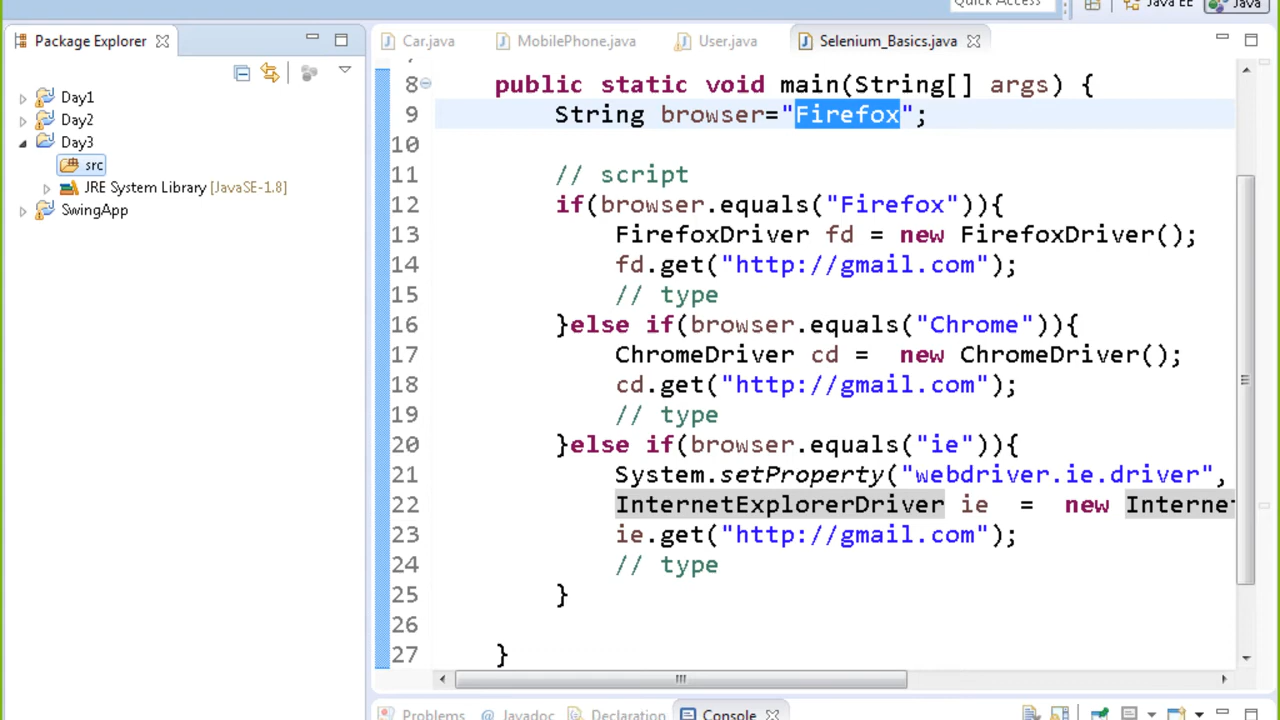 Quick Access
Java EE
Java
Package Explorer
Car.java
MobilePhone.java
User.java
Selenium_Basics.java
Day1
Day2
Day3
src
JRE System Library [JavaSE-1.8]
SwingApp
8 public static void main(String[] args) {
9 String browser="Firefox";
10
11 // script
12 if(browser.equals("Firefox")){
13 FirefoxDriver fd = new FirefoxDriver();
14 fd.get("http://gmail.com");
15 // type
16 }else if(browser.equals("Chrome")){
17 ChromeDriver cd = new ChromeDriver();
18 cd.get("http://gmail.com");
19 // type
20 }else if(browser.equals("ie")){
21 System.setProperty("webdriver.ie.driver",
22 InternetExplorerDriver ie = new Internet
23 ie.get("http://gmail.com");
24 // type
25 }
26
27 }
Problems
@ Javadoc
Declaration
Console